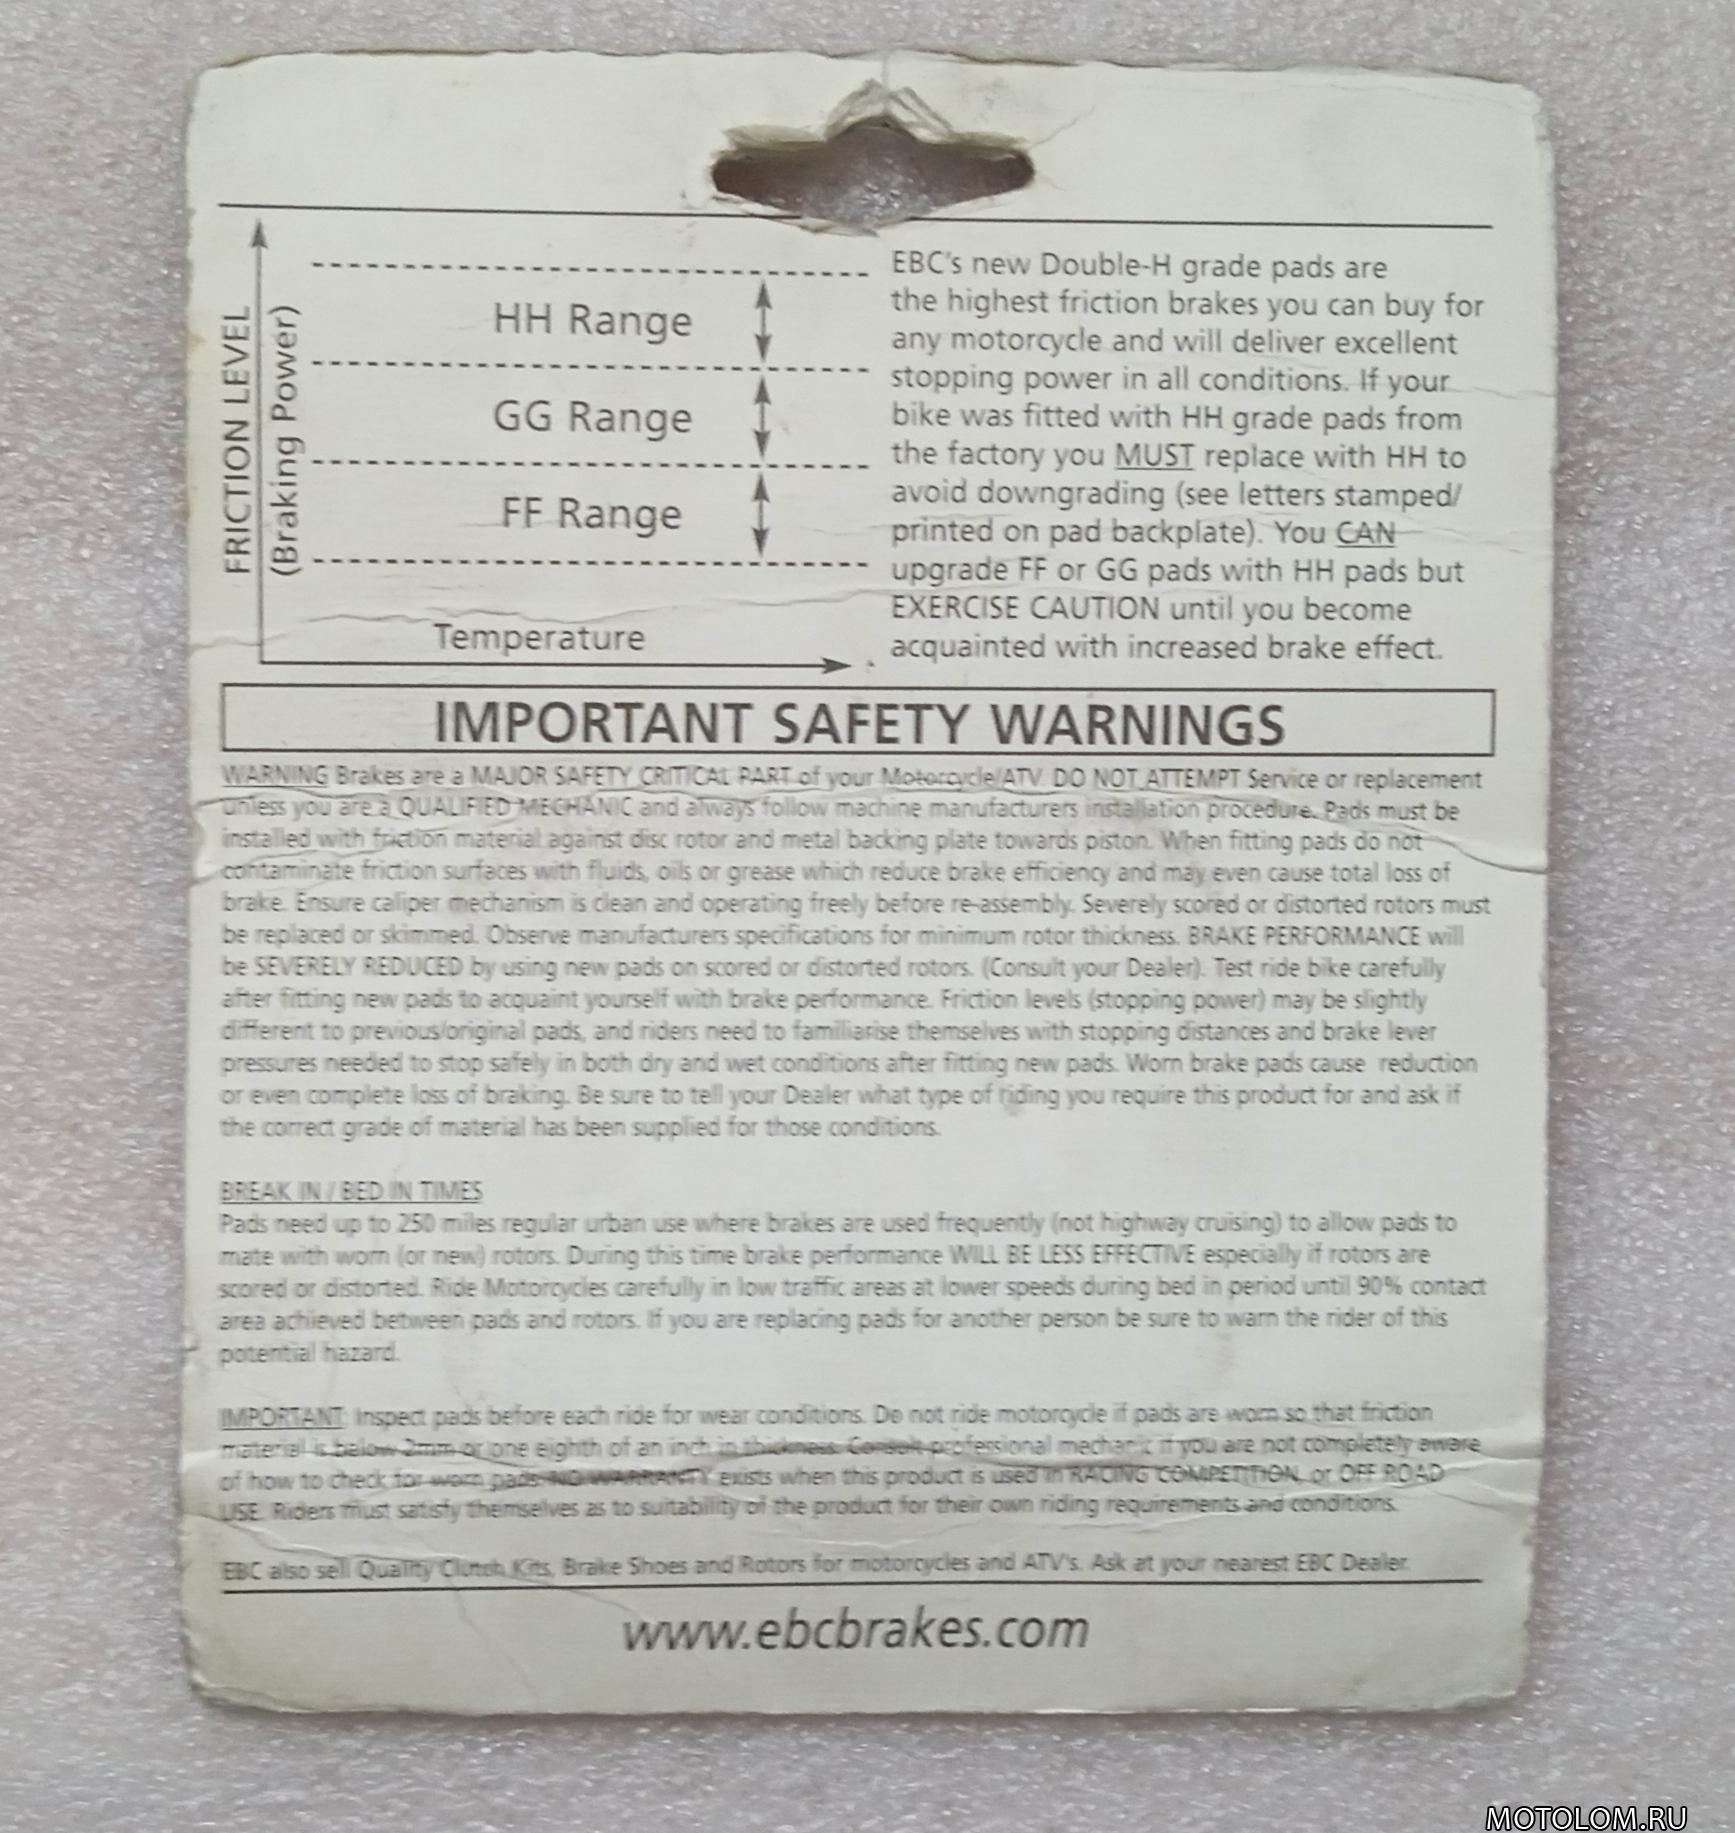 FRICTION LEVEL
(Braking Power)
HH Range
GG Range
FF Range
Temperature
EBC's new Double-H grade pads are
the highest friction brakes you can buy for
any motorcycle and will deliver excellent
stopping power in all conditions. If your
bike was fitted with HH grade pads from
the factory you MUST replace with HH to
avoid downgrading (see letters stamped/
printed on pad backplate). You CAN
upgrade FF or GG pads with HH pads but
EXERCISE CAUTION until you become
acquainted with increased brake effect.
IMPORTANT SAFETY WARNINGS
WARNING Brakes are a MAJOR SAFETY CRITICAL PART of your Motorcycle/ATV. DO NOT ATTEMPT Service or replacement
unless you are a QUALIFIED MECHANIC and always follow machine manufacturers installation procedure. Pads must be
installed with friction material against disc rotor and metal backing plate towards piston. When fitting pads do not
contaminate friction surfaces with fluids, oils or grease which reduce brake efficiency and may even cause total loss of
brake. Ensure caliper mechanism is clean and operating freely before re-assembly. Severely scored or distorted rotors must
be replaced or skimmed. Observe manufacturers specifications for minimum rotor thickness. BRAKE PERFORMANCE will
be SEVERELY REDUCED by using new pads on scored or distorted rotors. (Consult your Dealer). Test ride bike carefully
after fitting new pads to acquaint yourself with brake performance. Friction levels (stopping power) may be slightly
different to previous/original pads, and riders need to familiarise themselves with stopping distances and brake lever
pressures needed to stop safely in both dry and wet conditions after fitting new pads. Worn brake pads cause reduction
or even complete loss of braking. Be sure to tell your Dealer what type of riding you require this product for and ask if
the correct grade of material has been supplied for those conditions.
BREAK IN / BED IN TIMES
Pads need up to 250 miles regular urban use where brakes are used frequently (not highway cruising) to allow pads to
mate with worn (or new) rotors. During this time brake performance WILL BE LESS EFFECTIVE especially if rotors are
scored or distorted. Ride Motorcycles carefully in low traffic areas at lower speeds during bed in period until 90% contact
area achieved between pads and rotors. If you are replacing pads for another person be sure to warn the rider of this
potential hazard.
IMPORTANT: Inspect pads before each ride for wear conditions. Do not ride motorcycle if pads are worn so that friction
material is below 2mm or one eighth of an inch in thickness. Consult professional mechanic if you are not completely aware
of how to check for worn pads. NO WARRANTY exists when this product is used in RACING COMPETITION or OFF ROAD
USE. Riders must satisfy themselves as to suitability of the product for their own riding requirements and conditions.
EBC also sell Quality Clutch Kits, Brake Shoes and Rotors for motorcycles and ATV's. Ask at your nearest EBC Dealer.
www.ebcbrakes.com
MOTOLOM.RU